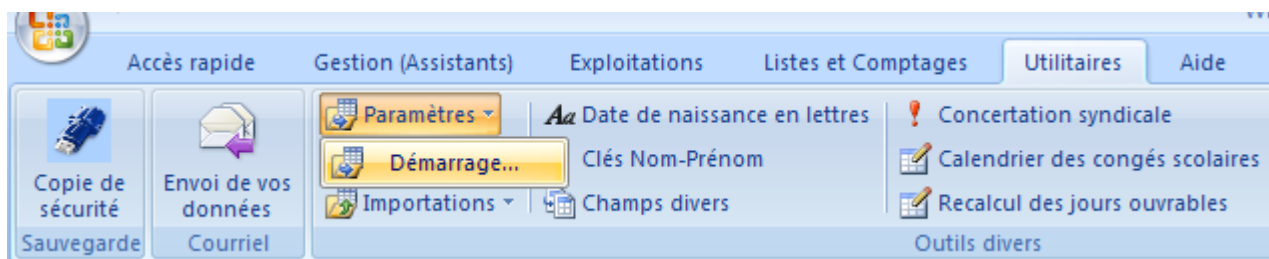 Accès rapide Gestion (Assistants) Exploitations Listes et Comptages Utilitaires Aide
Paramètres Aa Date de naissance en lettres Concertation syndicale
Démarrage... Clés Nom-Prénom Calendrier des congés scolaires
Copie de sécurité
Envoi de vos données
Importations Champs divers Recalcul des jours ouvrables
Sauvegarde Courriel Outils divers